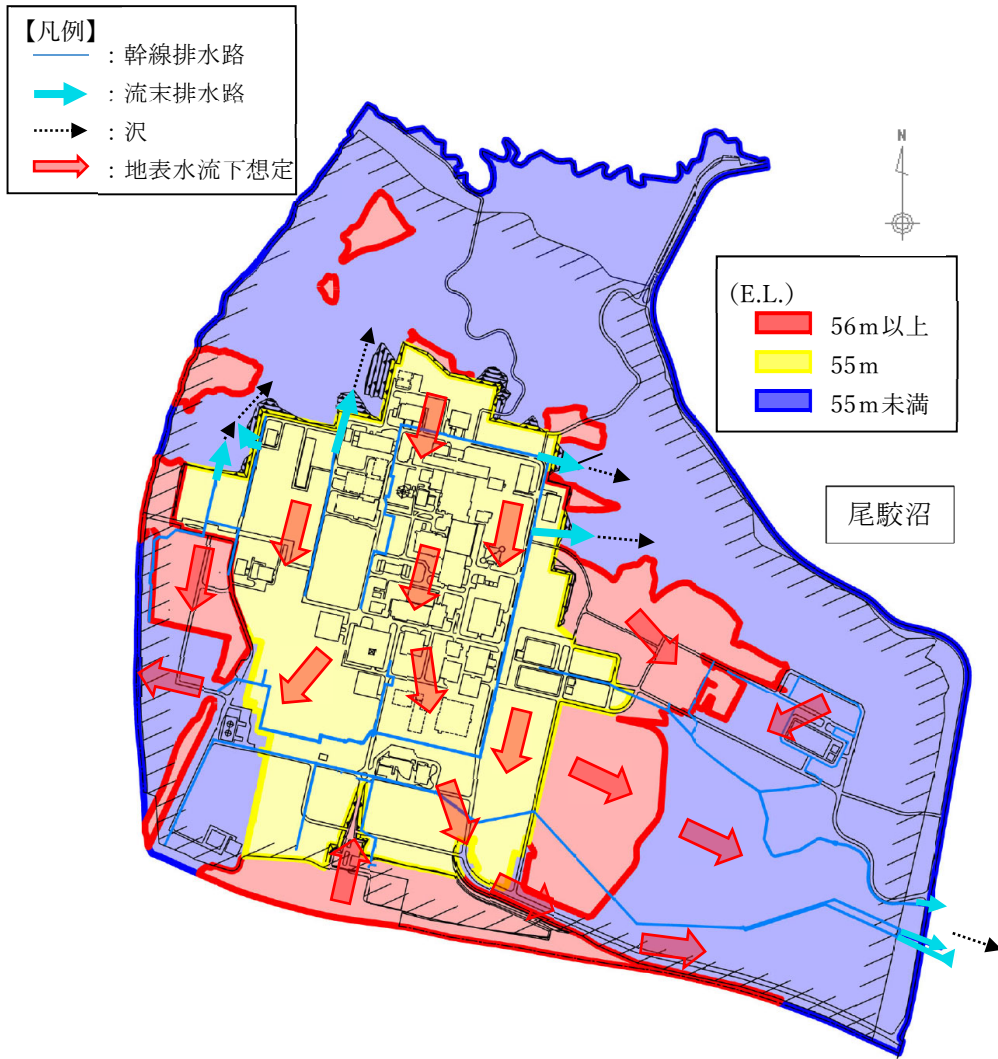 【凡例】
：幹線排水路
：流末排水路
：沢
：地表水流下想定
N
(E.L.)
56m以上
55m
55m未満
尾駮沼